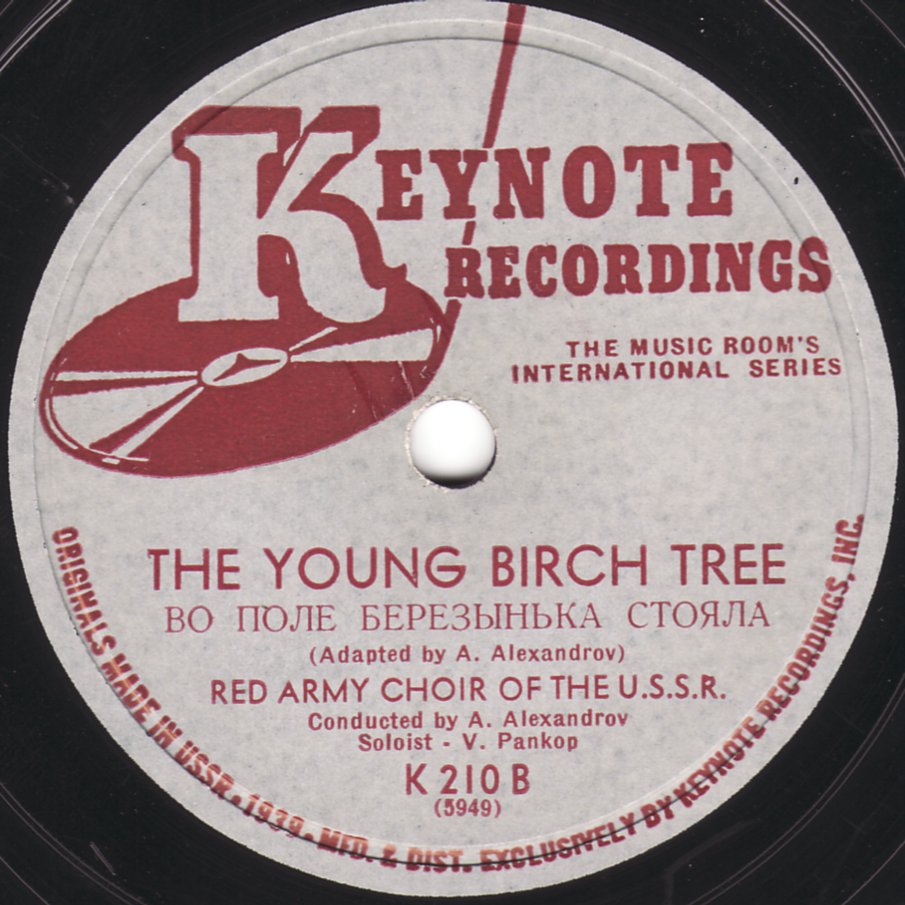 KEYNOTE
RECORDINGS
THE MUSIC ROOM'S
INTERNATIONAL SERIES
THE YOUNG BIRCH TREE
ВО ПОЛЕ БЕРЕЗЫНЬКА СТОЯЛА
(Adapted by A. Alexandrov)
RED ARMY CHOIR OF THE U.S.S.R.
Conducted by A. Alexandrov
Soloist - V. Pankop
K 210 B
(5949)
ORIGINALS MADE IN USSR. 1939. MFD. & DIST. EXCLUSIVELY BY KEYNOTE RECORDINGS, INC.